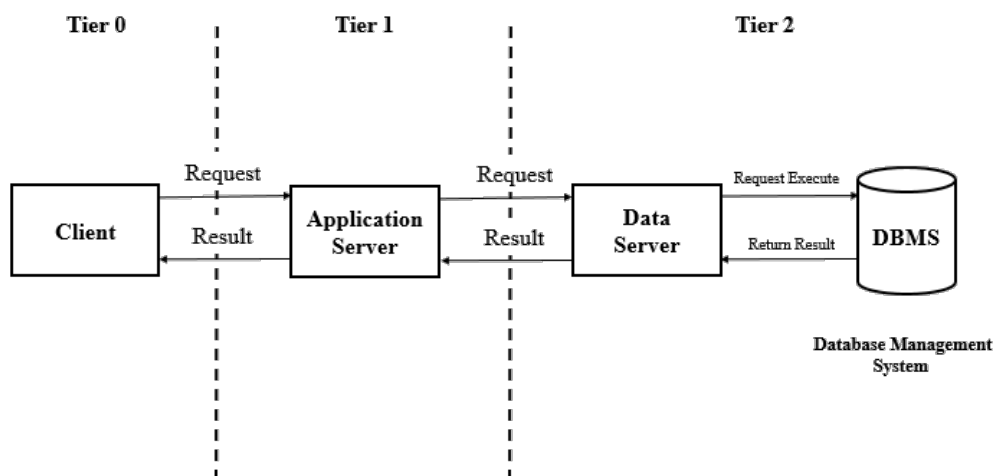 Tier 0
Tier 1
Tier 2
Request
Request
Request Execute
Client
Application
Server
Data
Server
DBMS
Result
Result
Return Result
Database Management
System